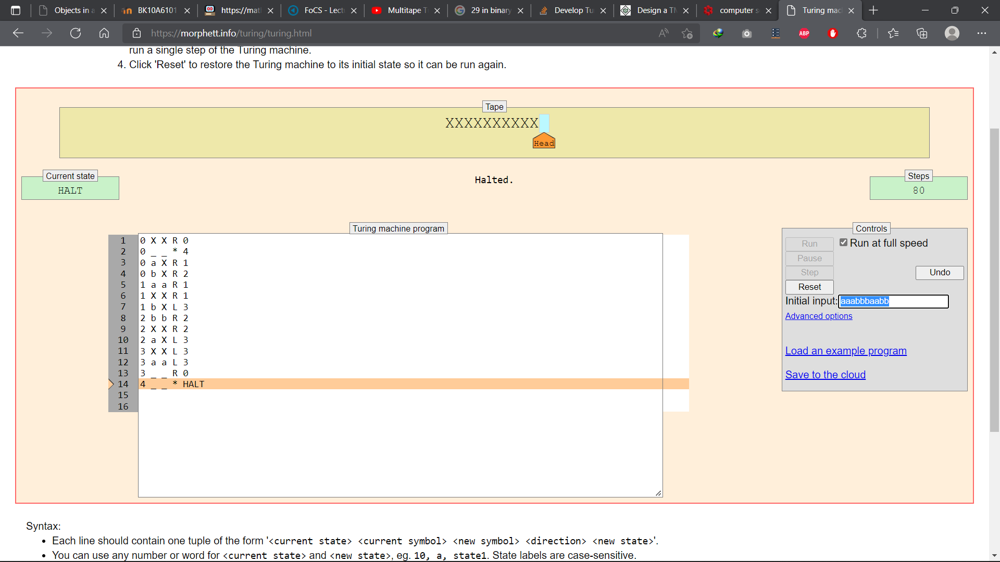 Objects in a
BK10A6101
https://mat
FoCS - Lect
Multitape T
29 in binary
Develop Tu
Design a TM
computer s
Turing mac
https://morphett.info/turing/turing.html
run a single step of the Turing machine.
4. Click 'Reset' to restore the Turing machine to its initial state so it can be run again.
Tape
XXXXXXXXXX
Head
Current state
HALT
Halted.
Steps
80
Turing machine program
1 0 X X R 0
2 0 _ _ * 4
3 0 a X R 1
4 0 b X R 2
5 1 a a R 1
6 1 X X R 1
7 1 b X L 3
8 2 b b R 2
9 2 X X R 2
10 2 a X L 3
11 3 X X L 3
12 3 a a L 3
13 3 _ _ R 0
14 4 _ _ * HALT
15
16
Controls
Run
Run at full speed
Pause
Step
Undo
Reset
Initial input: aaabbbaabb
Advanced options
Load an example program
Save to the cloud
Syntax:
• Each line should contain one tuple of the form '<current state> <current symbol> <new symbol> <direction> <new state>'.
• You can use any number or word for <current state> and <new state>, eg. 10, a, state1. State labels are case-sensitive.